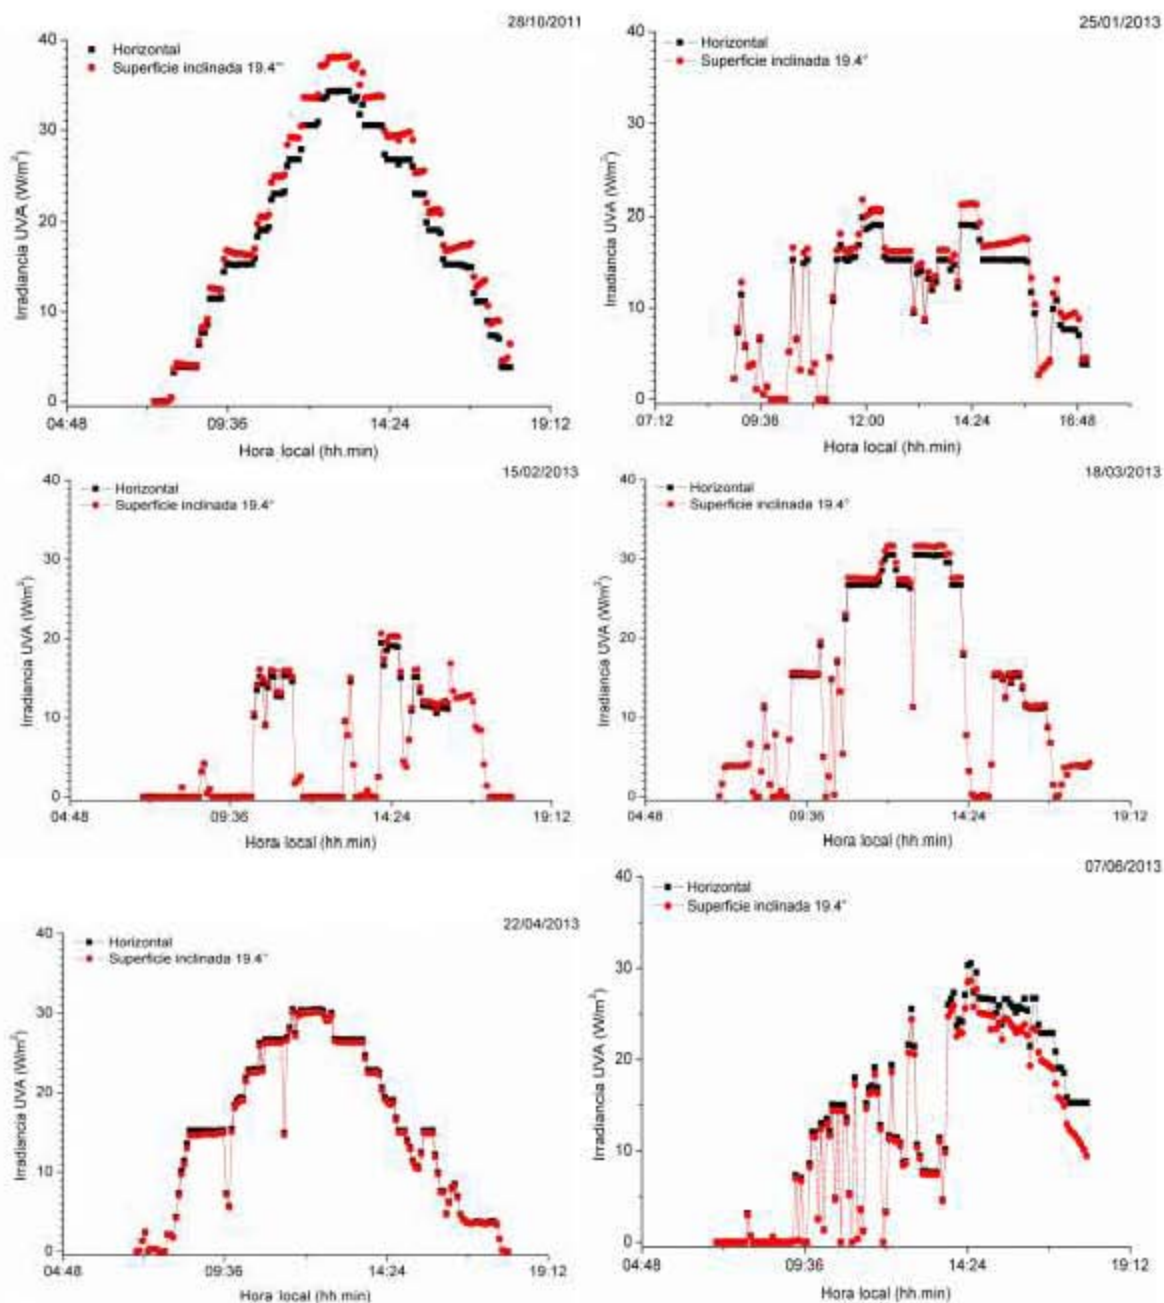 28/10/2011
Horizontal
Superficie inclinada 19.4°
Irradiancia UVA (W/m²)
40
30
20
10
0
04:48 09:36 14:24 19:12
Hora local (hh.min)
25/01/2013
Horizontal
Superficie inclinada 19.4°
Irradiancia UVA (W/m²)
40
30
20
10
0
07:12 09:36 12:00 14:24 16:48
Hora local (hh.min)
15/02/2013
Horizontal
Superficie inclinada 19.4°
Irradiancia UVA (W/m²)
40
30
20
10
0
04:48 09:36 14:24 19:12
Hora local (hh.min)
18/03/2013
Horizontal
Superficie inclinada 19.4°
Irradiancia UVA (W/m²)
40
30
20
10
0
04:48 09:36 14:24 19:12
Hora local (hh.min)
22/04/2013
Horizontal
Superficie inclinada 19.4°
Irradiancia UVA (W/m²)
40
30
20
10
0
04:48 09:36 14:24 19:12
Hora local (hh.min)
07/06/2013
Horizontal
Superficie inclinada 19.4°
Irradiancia UVA (W/m²)
40
30
20
10
0
04:48 09:36 14:24 19:12
Hora local (hh.min)